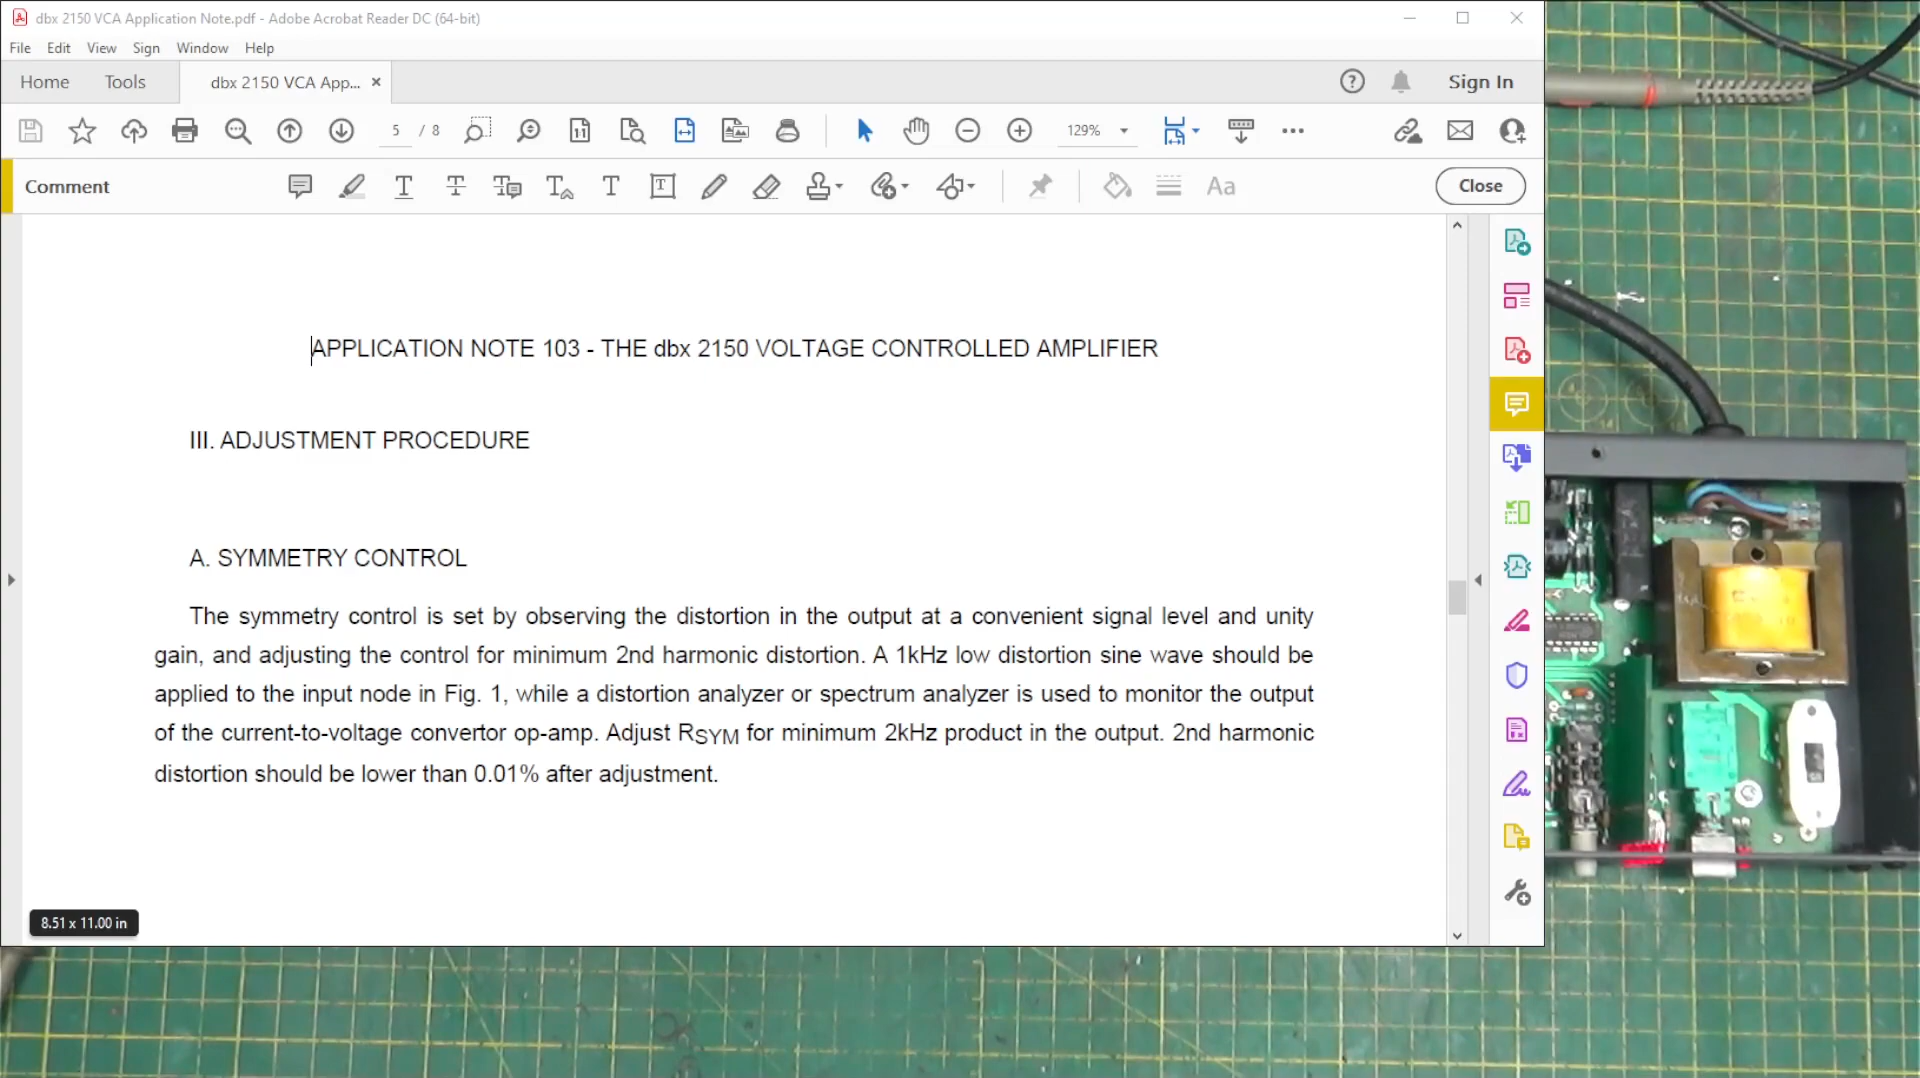 dbx 2150 VCA Application Note.pdf - Adobe Acrobat Reader DC (64-bit)
File Edit View Sign Window Help
Home Tools dbx 2150 VCA App... Sign In
5 / 8 129%
Comment Close
APPLICATION NOTE 103 - THE dbx 2150 VOLTAGE CONTROLLED AMPLIFIER
III. ADJUSTMENT PROCEDURE
A. SYMMETRY CONTROL
The symmetry control is set by observing the distortion in the output at a convenient signal level and unity
gain, and adjusting the control for minimum 2nd harmonic distortion. A 1kHz low distortion sine wave should be
applied to the input node in Fig. 1, while a distortion analyzer or spectrum analyzer is used to monitor the output
of the current-to-voltage convertor op-amp. Adjust RSYM for minimum 2kHz product in the output. 2nd harmonic
distortion should be lower than 0.01% after adjustment.
8.51 x 11.00 in